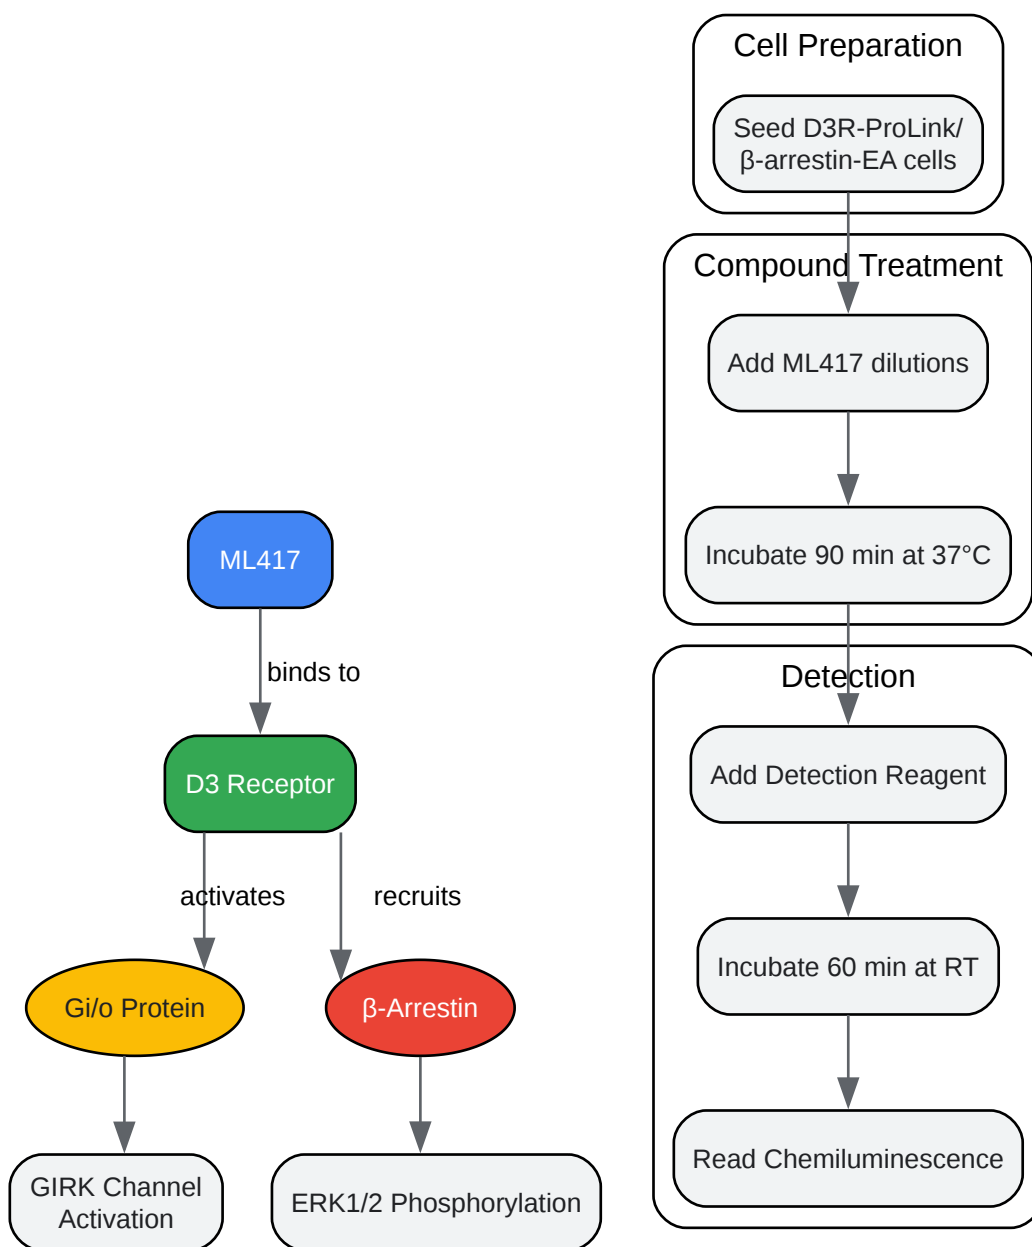 Cell Preparation
Seed D3R-ProLink/
β-arrestin-EA cells
Compound Treatment
Add ML417 dilutions
Incubate 90 min at 37°C
Detection
Add Detection Reagent
Incubate 60 min at RT
Read Chemiluminescence
ML417
binds to
D3 Receptor
activates
recruits
Gi/o Protein
β-Arrestin
GIRK Channel
Activation
ERK1/2 Phosphorylation